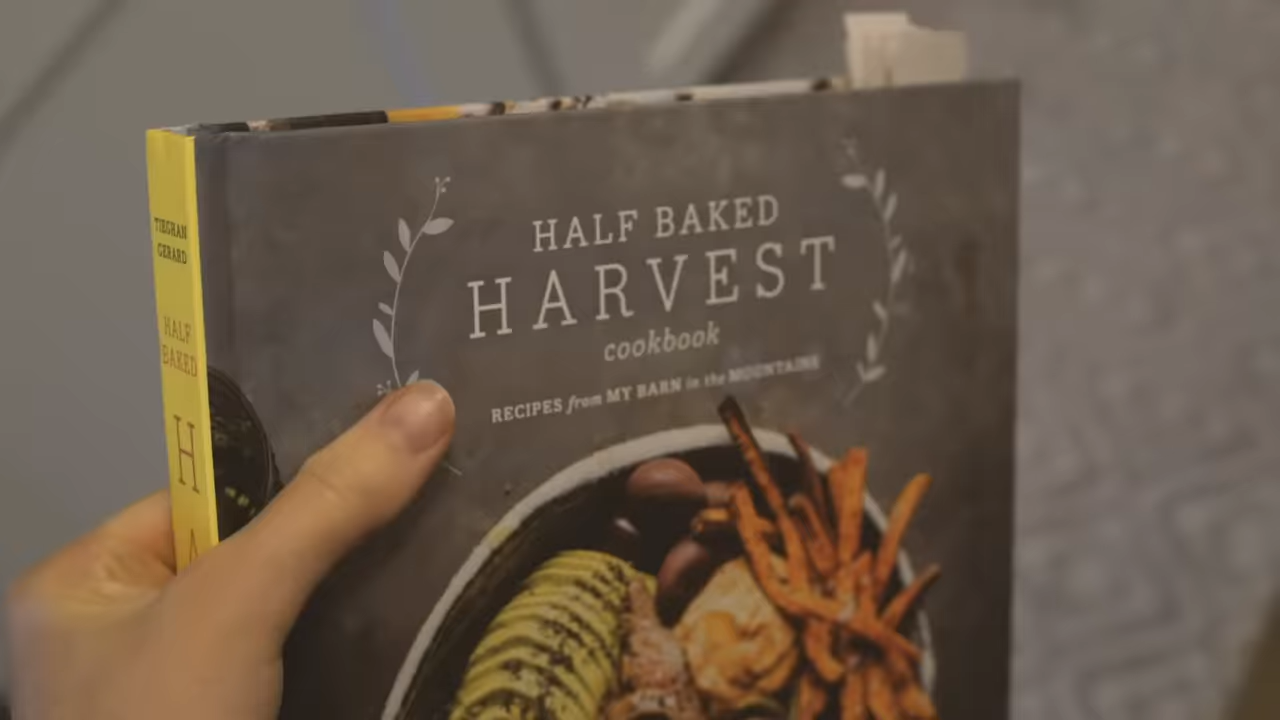 TIEGHAN
GERARD
HALF
BAKED
H
A
HALF BAKED
HARVEST
cookbook
RECIPES from MY BARN in the MOUNTAINS